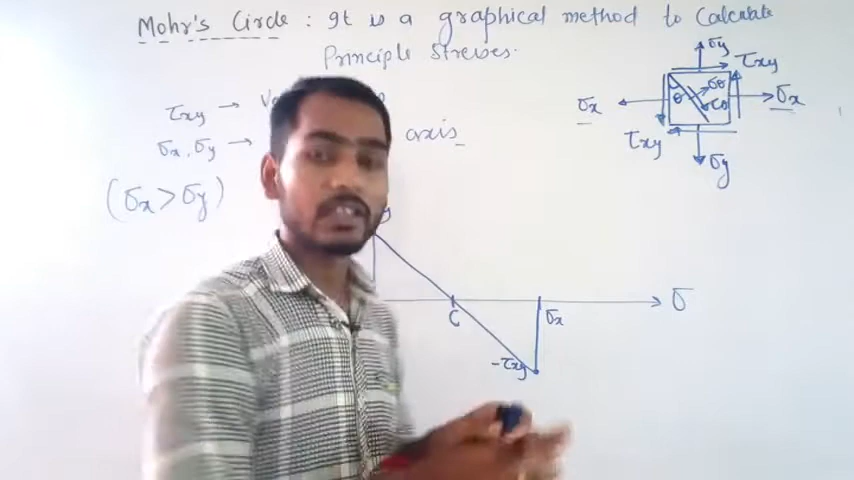 Mohr's Circle : It is a graphical method to Calculate
Principle Stresses.
τxy →
σx, σy → axis
(σx > σy)
σy
τxy
σx
σx
θ
σθ
τθ
τxy
σy
σ
C
σx
-τxy